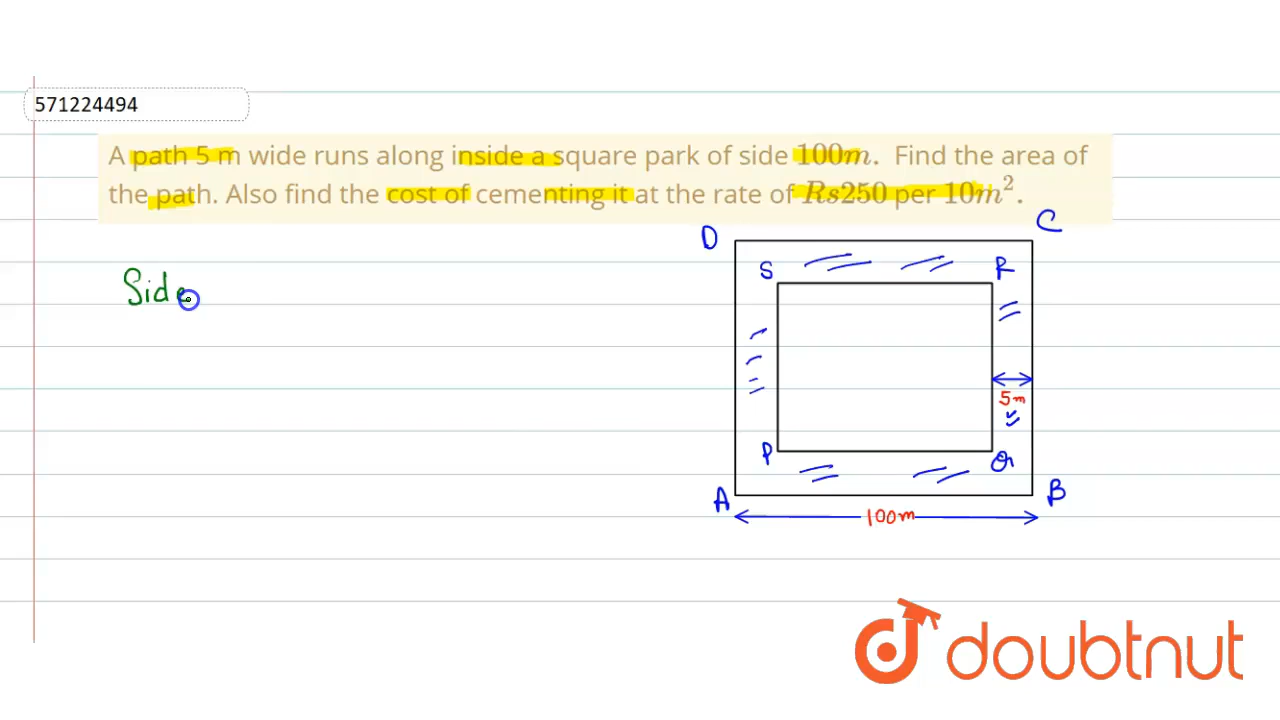 571224494
A path 5 m wide runs along inside a square park of side 100m. Find the area of
the path. Also find the cost of cementing it at the rate of Rs250 per 10m².
D
C
S
R
Side
5m
P
Q
A
B
100m
doubtnut